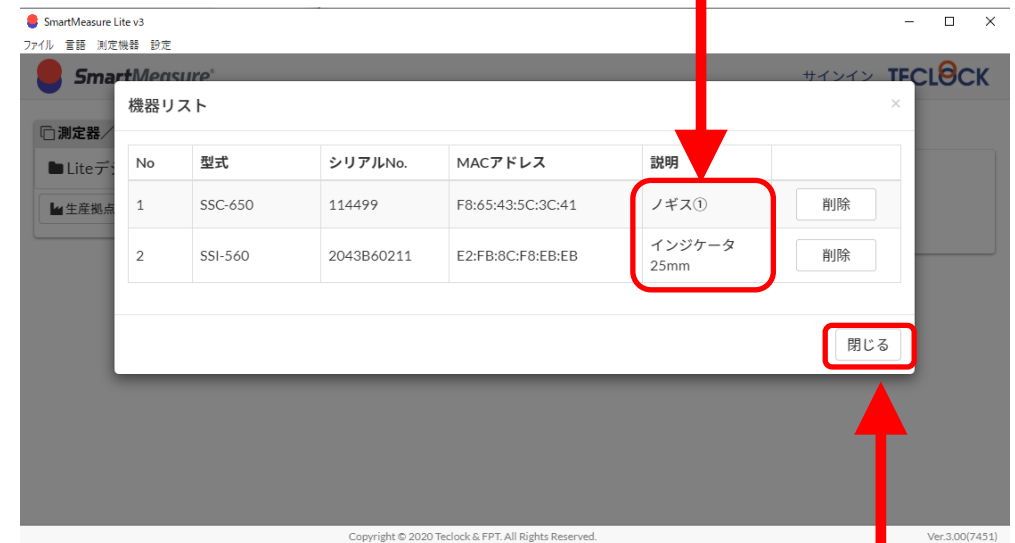 SmartMeasure Lite v3
ファイル 言語 測定機器 設定
SmartMeasure
サインイン TECLOCK
機器リスト ×
測定器／
Liteデ
生産拠点
No 型式 シリアルNo. MACアドレス 説明
1 SSC-650 114499 F8:65:43:5C:3C:41 ノギス① 削除
2 SSI-560 2043B60211 E2:FB:8C:F8:EB:EB インジケータ 25mm 削除
閉じる
Copyright © 2020 Teclock & FPT. All Rights Reserved. Ver.3.00(7451)